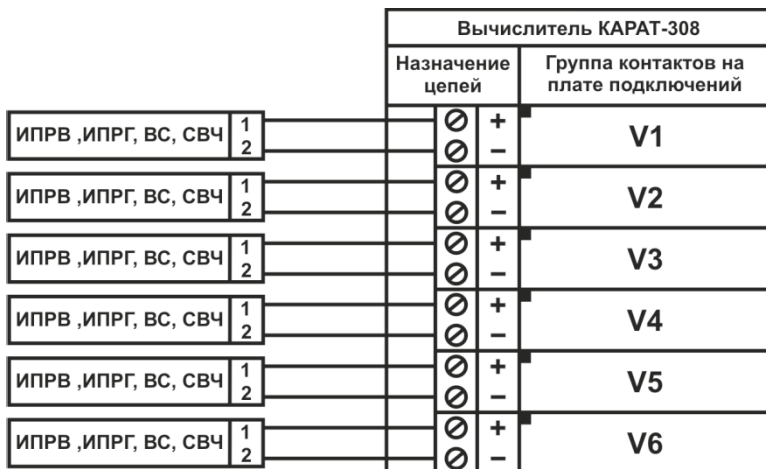 Вычислитель КАРАТ-308
Назначение цепей
Группа контактов на плате подключений
ИПРВ ,ИПРГ, ВС, СВЧ 1 + V1
2 –
ИПРВ ,ИПРГ, ВС, СВЧ 1 + V2
2 –
ИПРВ ,ИПРГ, ВС, СВЧ 1 + V3
2 –
ИПРВ ,ИПРГ, ВС, СВЧ 1 + V4
2 –
ИПРВ ,ИПРГ, ВС, СВЧ 1 + V5
2 –
ИПРВ ,ИПРГ, ВС, СВЧ 1 + V6
2 –